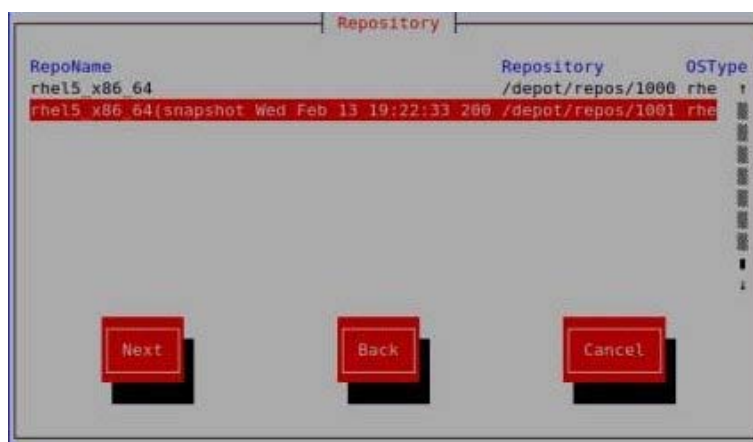 Repository
RepoName Repository OSType
rhel5_x86_64 /depot/repos/1000 rhe
rhel5_x86_64(snapshot Wed Feb 13 19:22:33 200 /depot/repos/1001 rhe
Next Back Cancel